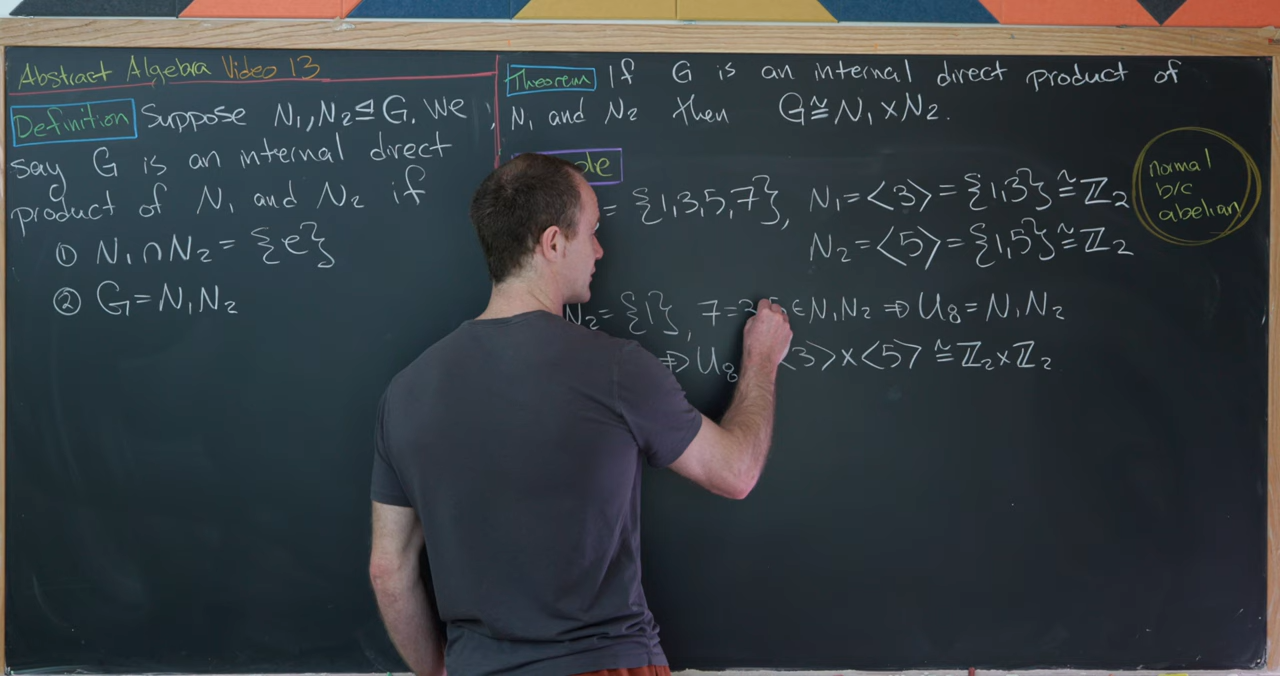 Abstract Algebra Video 13
Definition Suppose N₁, N₂ ⊴ G. We
say G is an internal direct
product of N₁ and N₂ if
① N₁ ∩ N₂ = {e}
② G = N₁N₂
Theorem If G is an internal direct product of
N₁ and N₂ then G ≅ N₁ × N₂.
= {1,3,5,7}, N₁ = <3> = {1,3} ≅ ℤ₂
N₂ = <5> = {1,5} ≅ ℤ₂
normal
b/c
abelian
N₂ = {1}, 7 = ∈ N₁N₂ ⇒ U₈ = N₁N₂
⇒ U₈ <3> × <5> ≅ ℤ₂ × ℤ₂